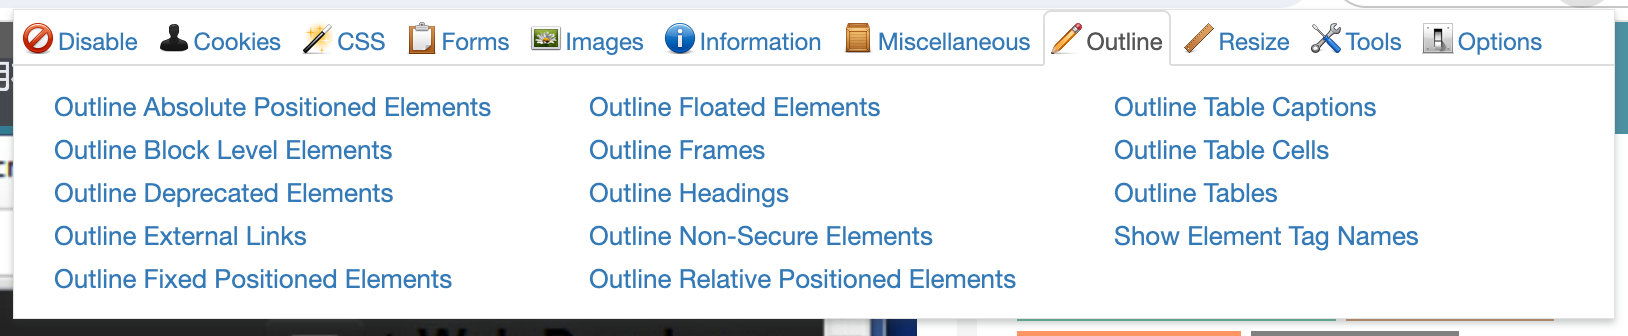 Disable Cookies CSS Forms Images Information Miscellaneous Outline Resize Tools Options
Outline Absolute Positioned Elements
Outline Block Level Elements
Outline Deprecated Elements
Outline External Links
Outline Fixed Positioned Elements
Outline Floated Elements
Outline Frames
Outline Headings
Outline Non-Secure Elements
Outline Relative Positioned Elements
Outline Table Captions
Outline Table Cells
Outline Tables
Show Element Tag Names